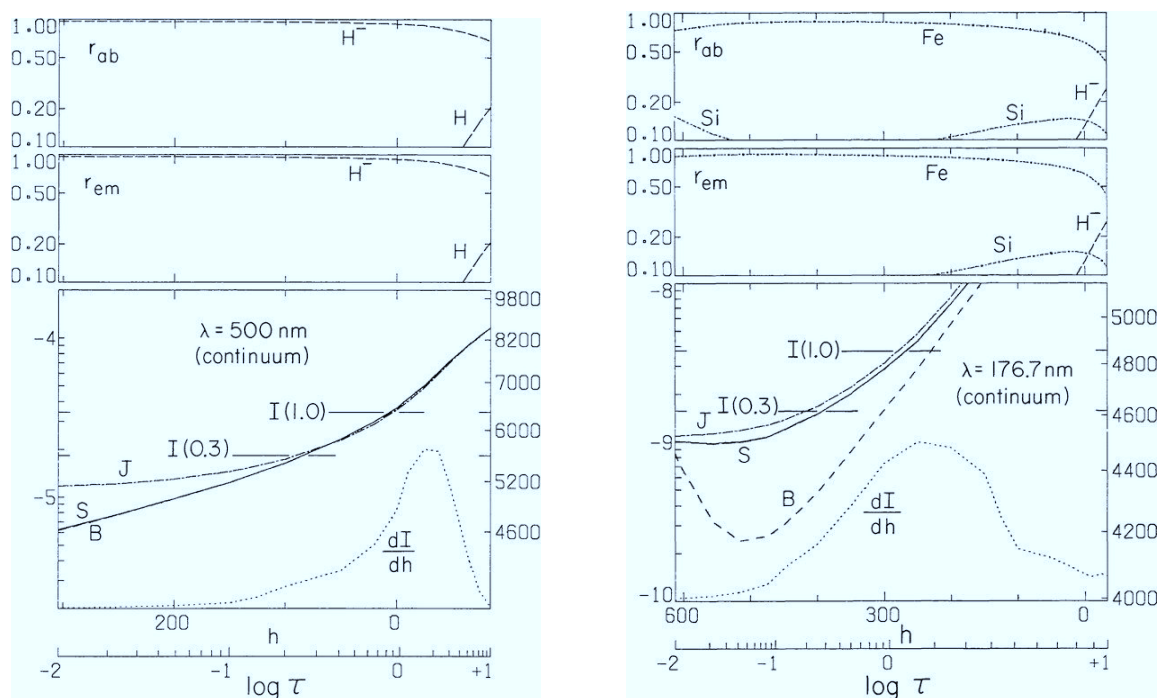 1.00
0.50
0.20
0.10
r_ab
H⁻
H
1.00
0.50
0.20
0.10
r_em
H⁻
H
-4
-5
λ = 500 nm
(continuum)
I(1.0)
I(0.3)
J
S
B
dI
dh
9800
8200
7000
6000
5200
4600
200
0
h
-2
-1
0
+1
log τ
1.00
0.50
0.20
0.10
r_ab
Fe
Si
Si
H⁻
1.00
0.50
0.20
0.10
r_em
Fe
Si
H⁻
-8
-9
-10
I(1.0)
I(0.3)
λ = 176.7 nm
(continuum)
J
S
B
dI
dh
5000
4800
4600
4400
4200
4000
600
300
0
h
-2
-1
0
+1
log τ